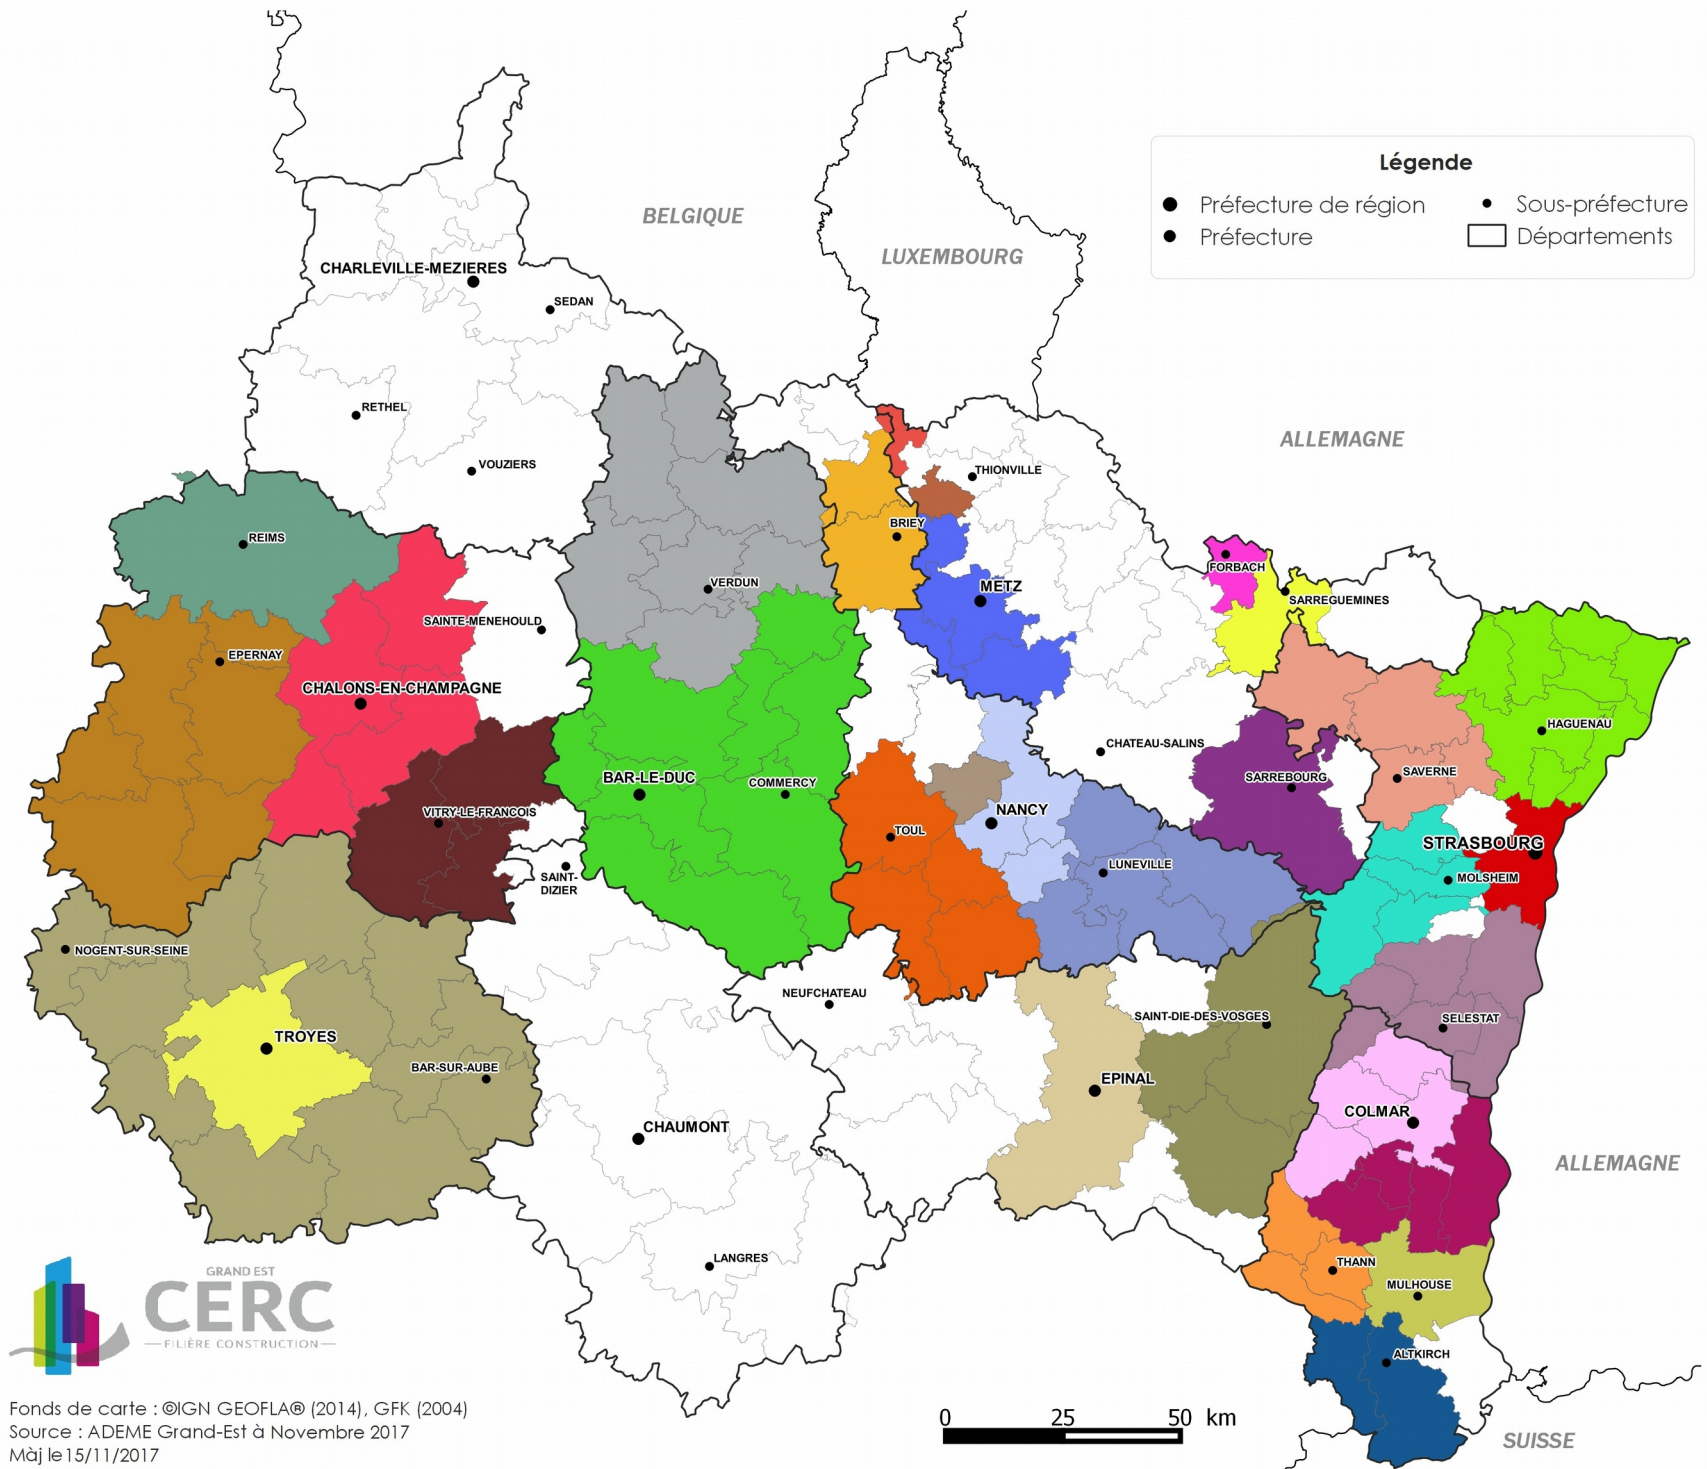 BELGIQUE
LUXEMBOURG
Légende
Préfecture de région
Sous-préfecture
Préfecture
Départements
CHARLEVILLE-MEZIERES
SEDAN
RETHEL
VOUZIERS
ALLEMAGNE
THIONVILLE
REIMS
BRIEY
VERDUN
METZ
FORBACH
SARREGUEMINES
SAINTE-MENEHOULD
EPERNAY
CHALONS-EN-CHAMPAGNE
HAGUENAU
CHATEAU-SALINS
BAR-LE-DUC
COMMERCY
SARREBOURG
SAVERNE
VITRY-LE-FRANCOIS
NANCY
TOUL
STRASBOURG
LUNEVILLE
MOLSHEIM
SAINT-
DIZIER
NOGENT-SUR-SEINE
NEUFCHATEAU
SAINT-DIE-DES-VOSGES
SELESTAT
TROYES
BAR-SUR-AUBE
EPINAL
COLMAR
CHAUMONT
ALLEMAGNE
LANGRES
THANN
MULHOUSE
ALTKIRCH
GRAND EST
CERC
FILIÈRE CONSTRUCTION
Fonds de carte : ©IGN GEOFLA® (2014), GFK (2004)
Source : ADEME Grand-Est à Novembre 2017
Màj le 15/11/2017
0 25 50 km
SUISSE